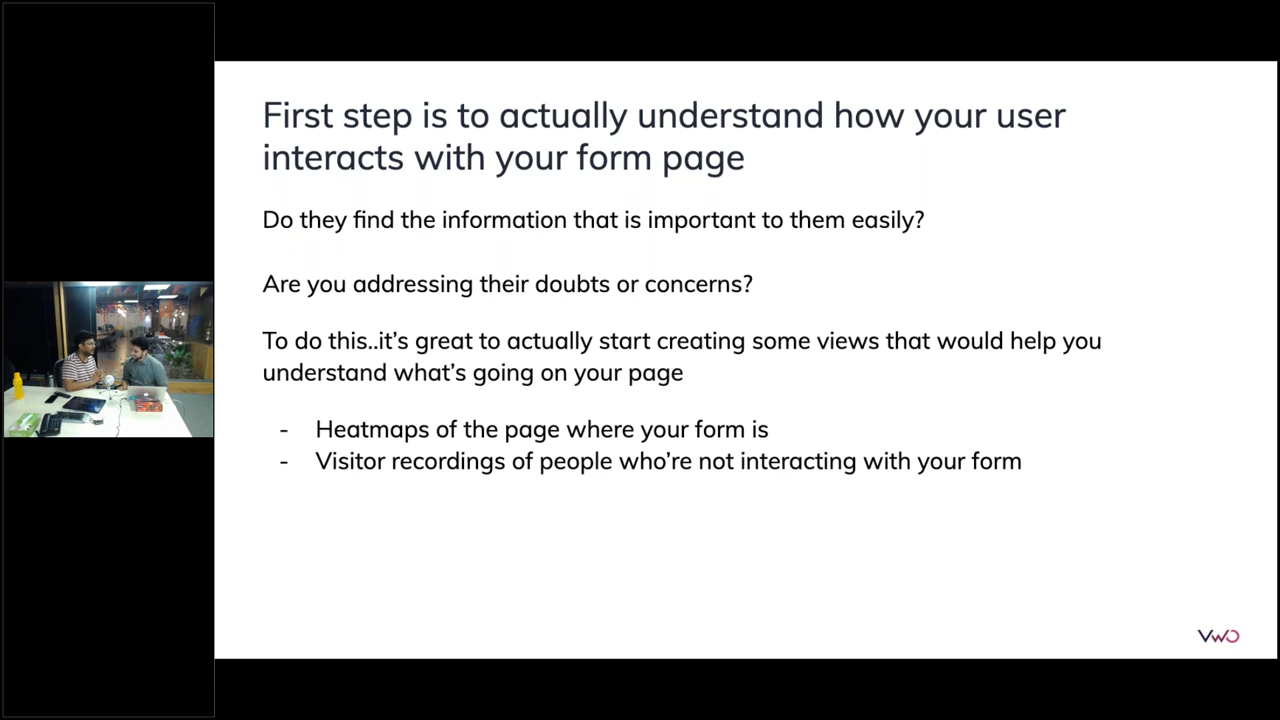 First step is to actually understand how your user
interacts with your form page
Do they find the information that is important to them easily?
Are you addressing their doubts or concerns?
To do this..it's great to actually start creating some views that would help you
understand what's going on your page
- Heatmaps of the page where your form is
- Visitor recordings of people who're not interacting with your form
VWO